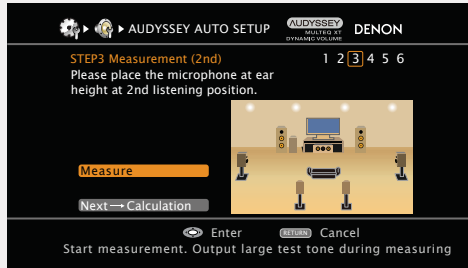 AUDYSSEY AUTO SETUP
AUDYSSEY
MULTEQ XT
DYNAMIC VOLUME
DENON
STEP3 Measurement (2nd)
1 2 3 4 5 6
Please place the microphone at ear
height at 2nd listening position.
Measure
Next→Calculation
Enter RETURN Cancel
Start measurement. Output large test tone during measuring